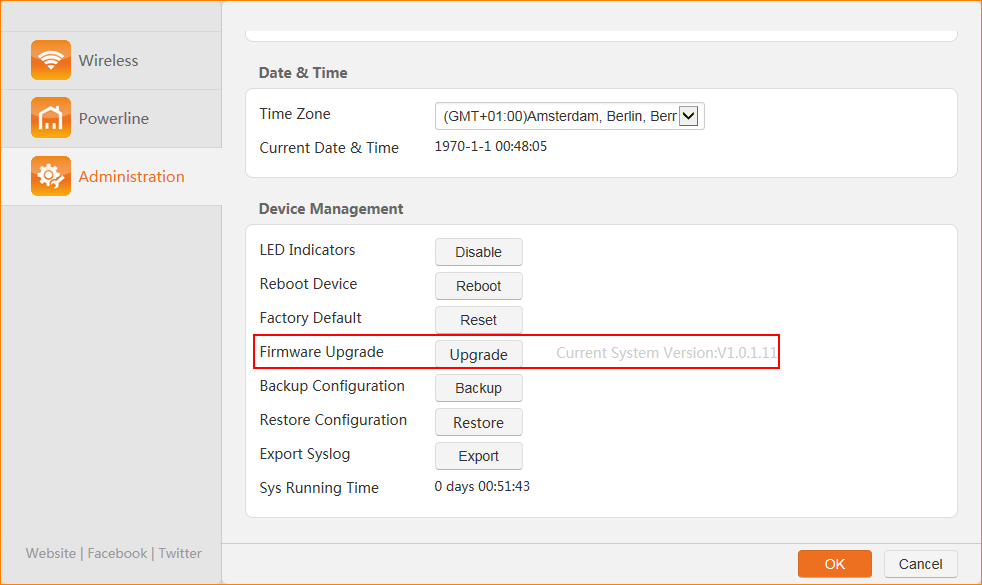 Wireless
Powerline
Administration
Date & Time
Time Zone (GMT+01:00)Amsterdam, Berlin, Berr
Current Date & Time 1970-1-1 00:48:05
Device Management
LED Indicators Disable
Reboot Device Reboot
Factory Default Reset
Firmware Upgrade Upgrade Current System Version:V1.0.1.11
Backup Configuration Backup
Restore Configuration Restore
Export Syslog Export
Sys Running Time 0 days 00:51:43
Website | Facebook | Twitter
OK Cancel